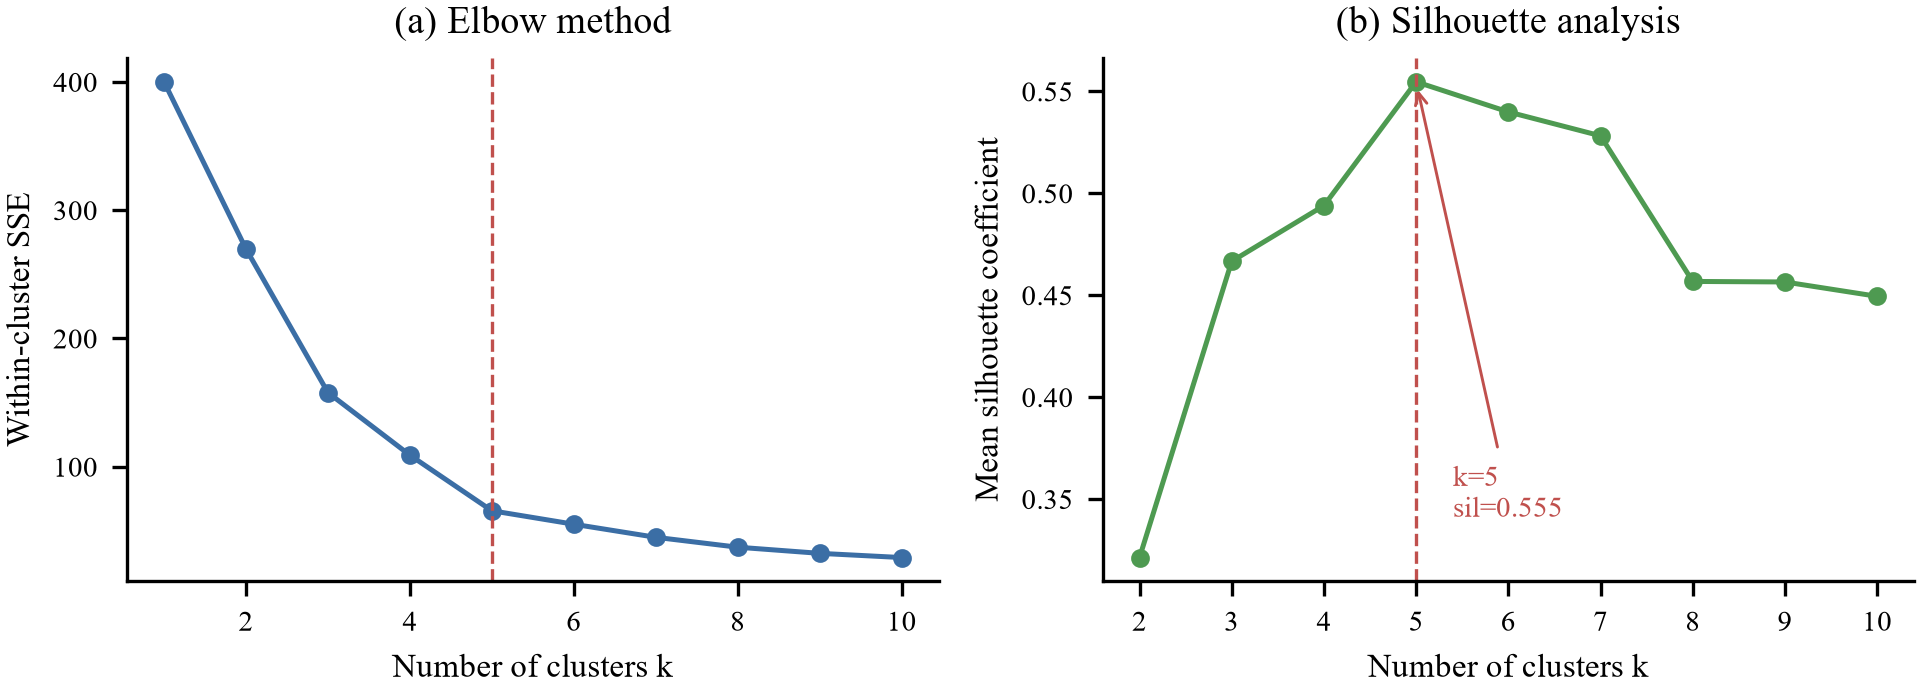 (a) Elbow method
Within-cluster SSE
400
300
200
100
2
4
6
8
10
Number of clusters k
(b) Silhouette analysis
Mean silhouette coefficient
0.55
0.50
0.45
0.40
0.35
k=5
sil=0.555
2
3
4
5
6
7
8
9
10
Number of clusters k